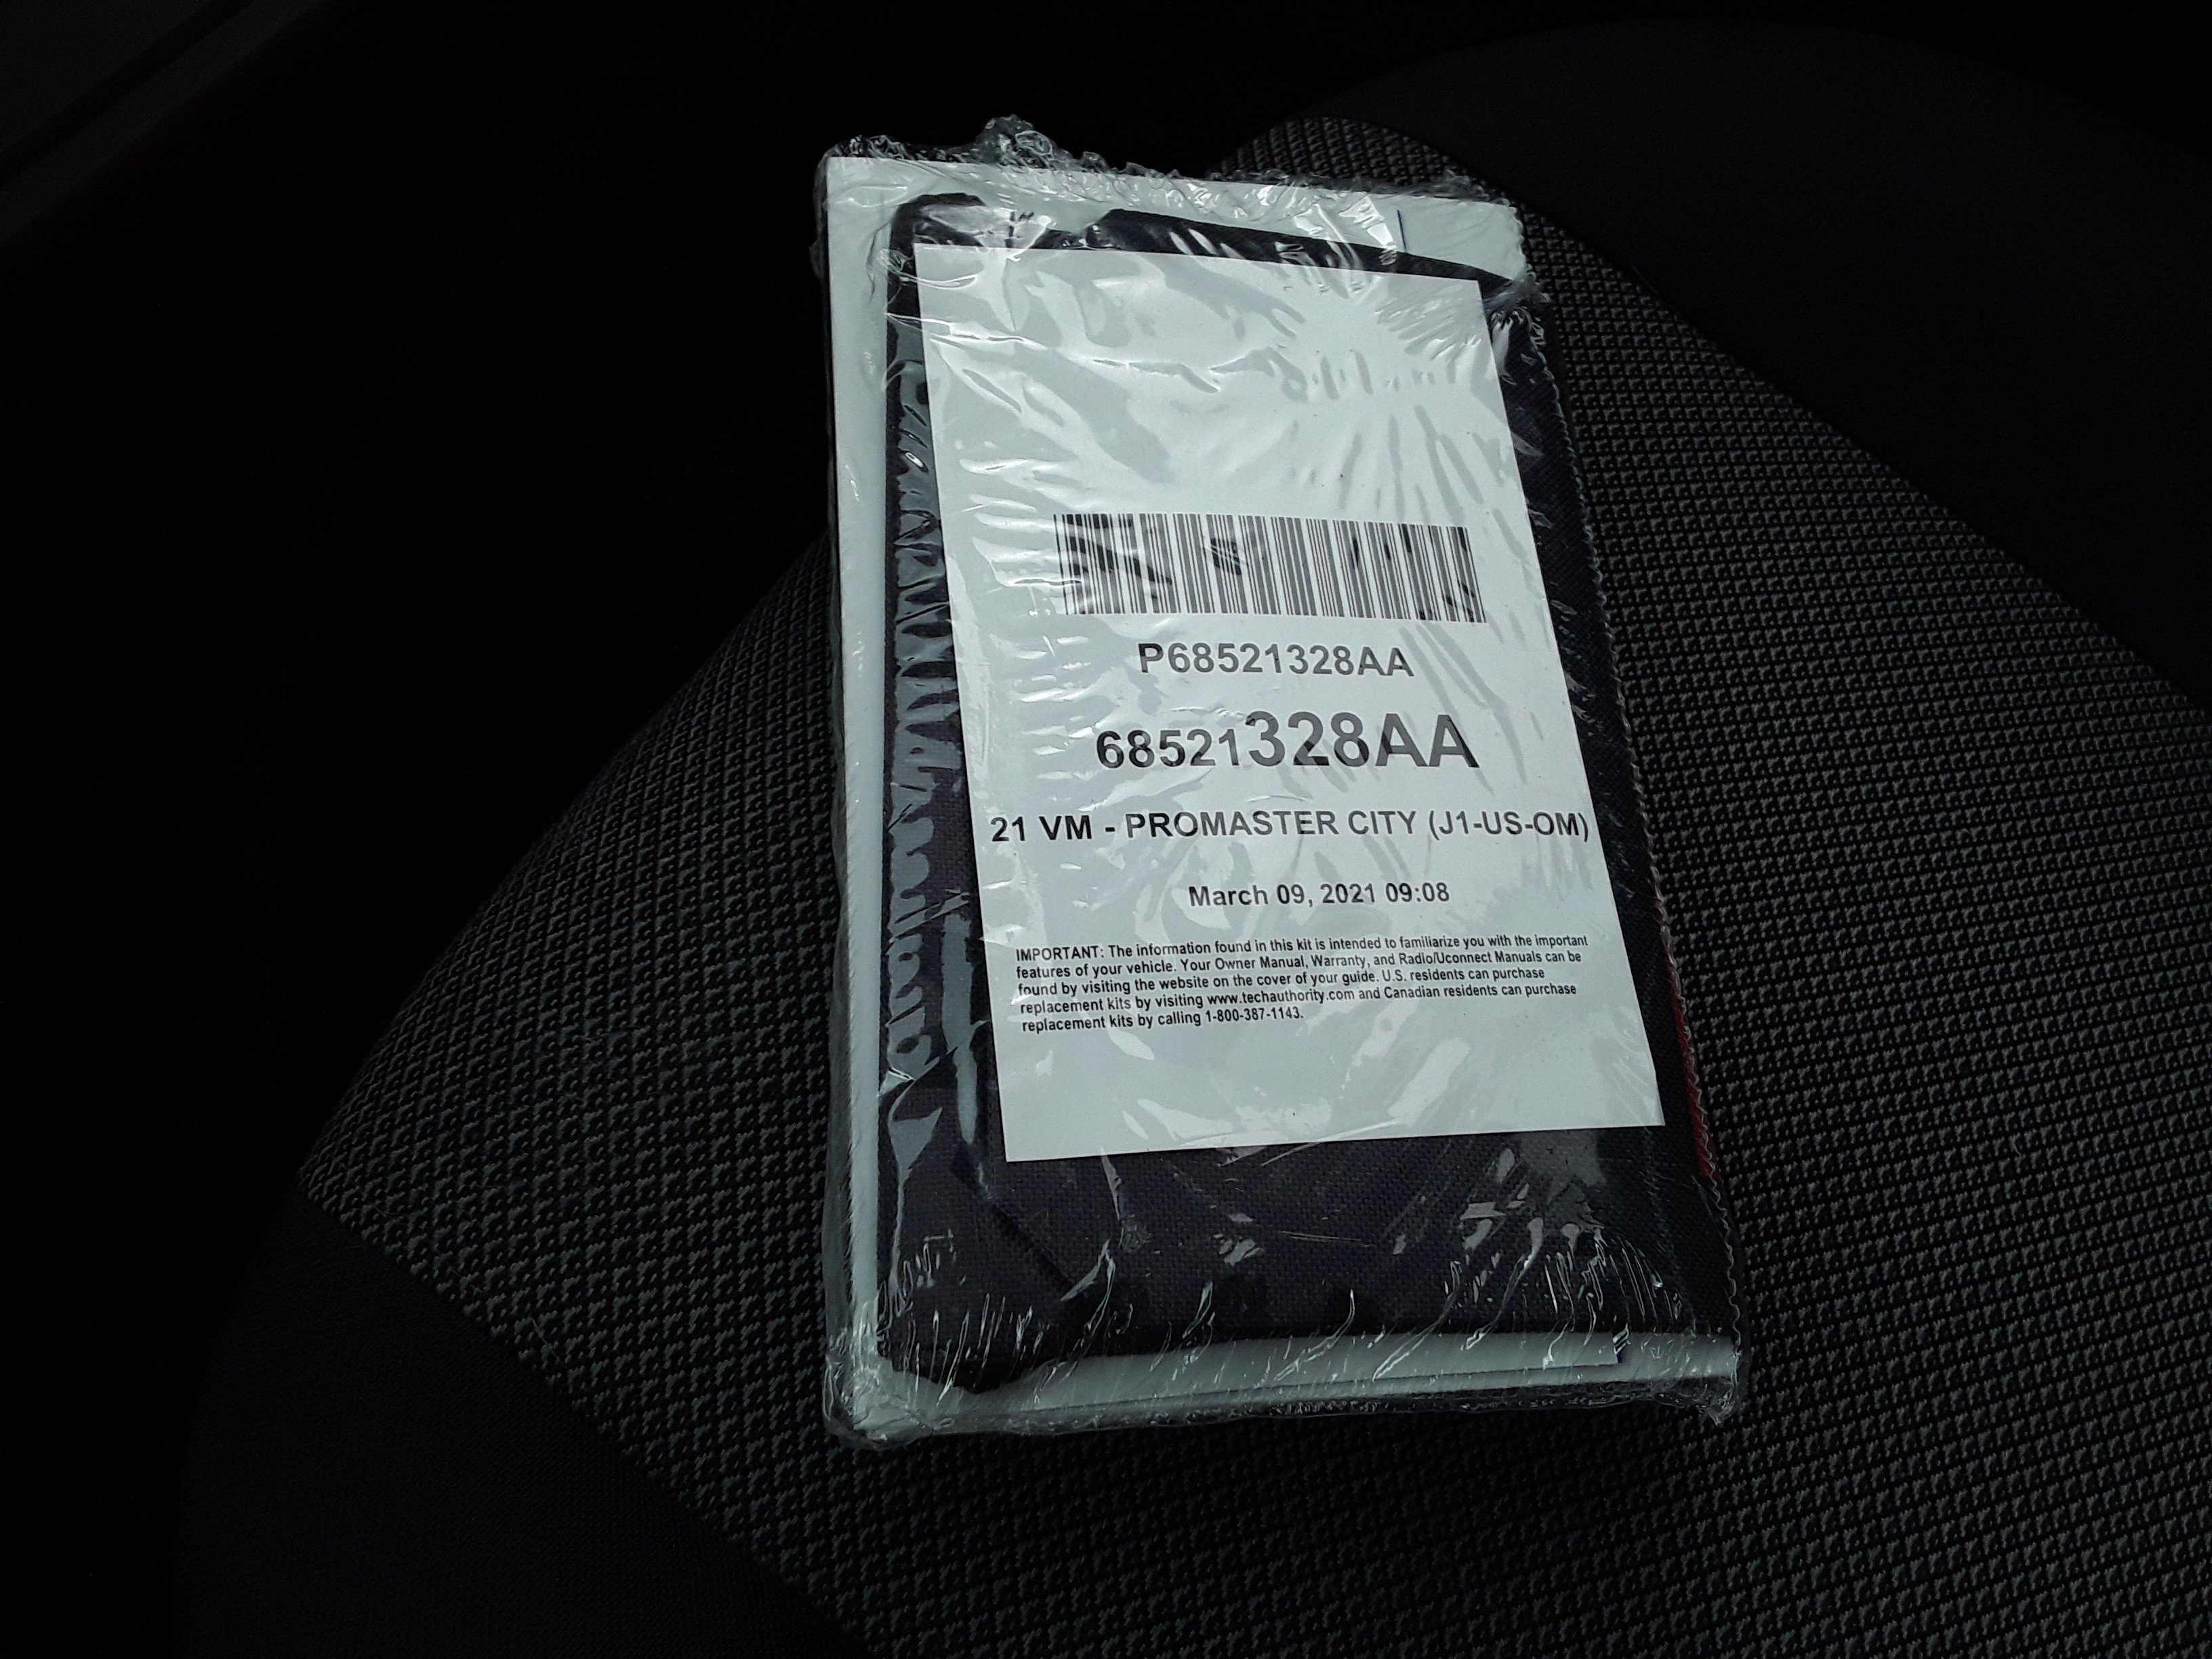 P68521328AA
68521328AA
21 VM - PROMASTER CITY (J1-US-OM)
March 09, 2021 09:08
IMPORTANT: The information found in this kit is intended to familiarize you with the important
features of your vehicle. Your Owner Manual, Warranty, and Radio/Uconnect Manuals can be
found by visiting the website on the cover of your guide. U.S. residents can purchase
replacement kits by visiting www.techauthority.com and Canadian residents can purchase
replacement kits by calling 1-800-387-1143.